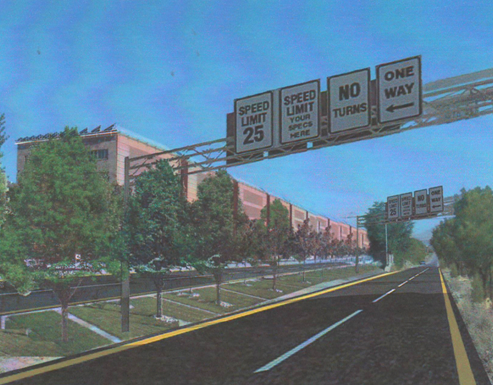 SPEED
LIMIT
25
SPEED
LIMIT
YOUR
SPECS
HERE
NO
TURNS
ONE
WAY